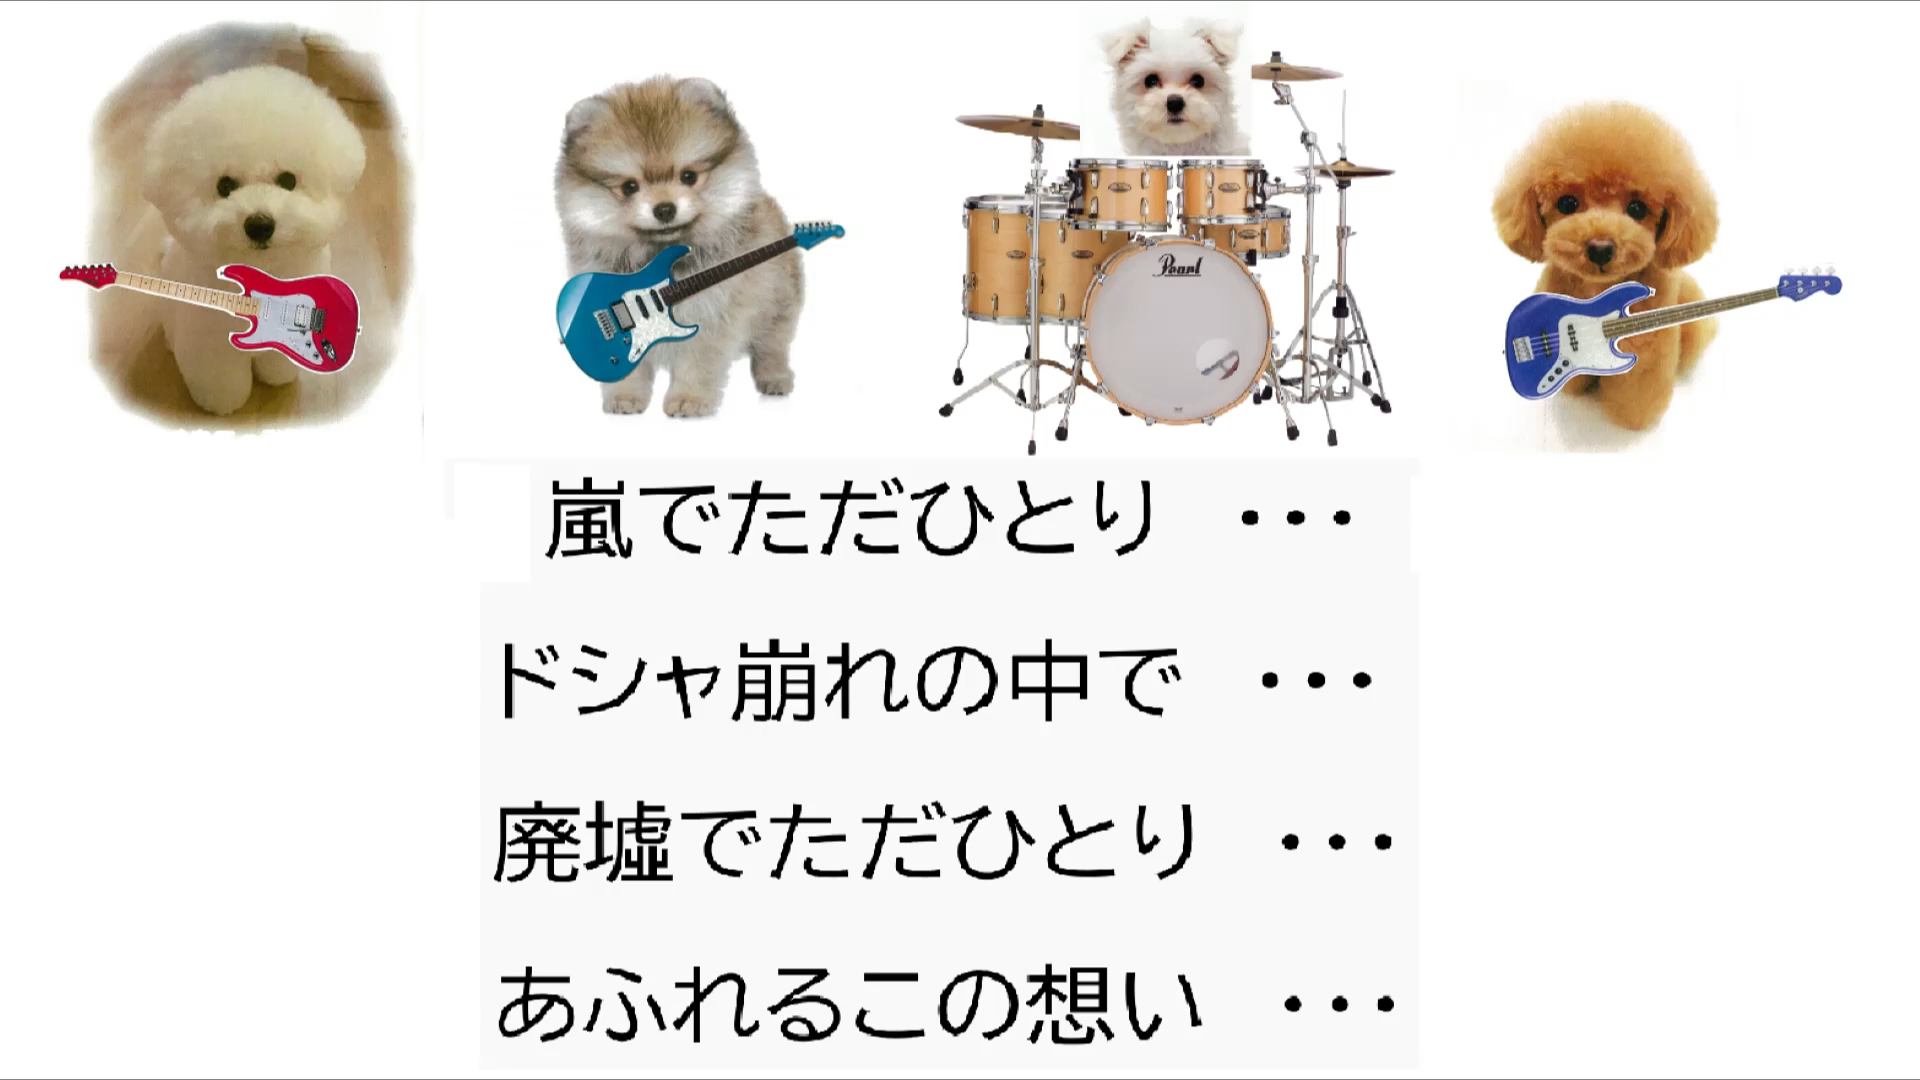 Pearl
嵐でただひとり ・・・
ドシャ崩れの中で ・・・
廃墟でただひとり ・・・
あふれるこの想い ・・・